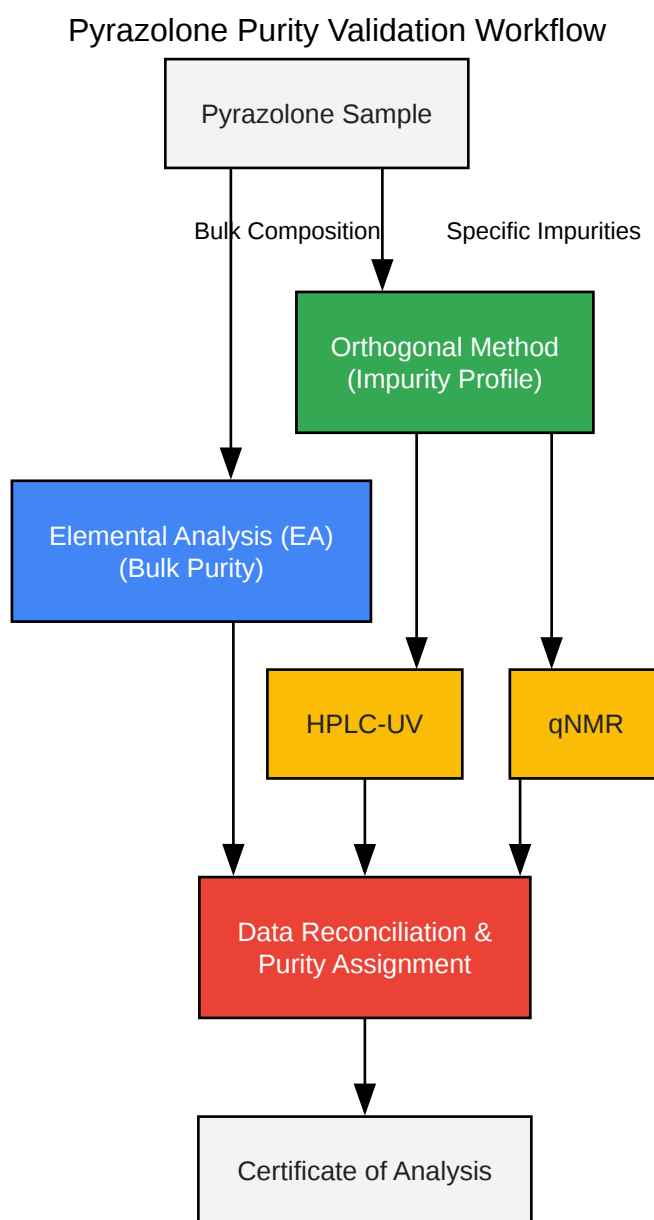 Pyrazolone Purity Validation Workflow
Pyrazolone Sample
Bulk Composition
Specific Impurities
Orthogonal Method
(Impurity Profile)
Elemental Analysis (EA)
(Bulk Purity)
HPLC-UV
qNMR
Data Reconciliation &
Purity Assignment
Certificate of Analysis